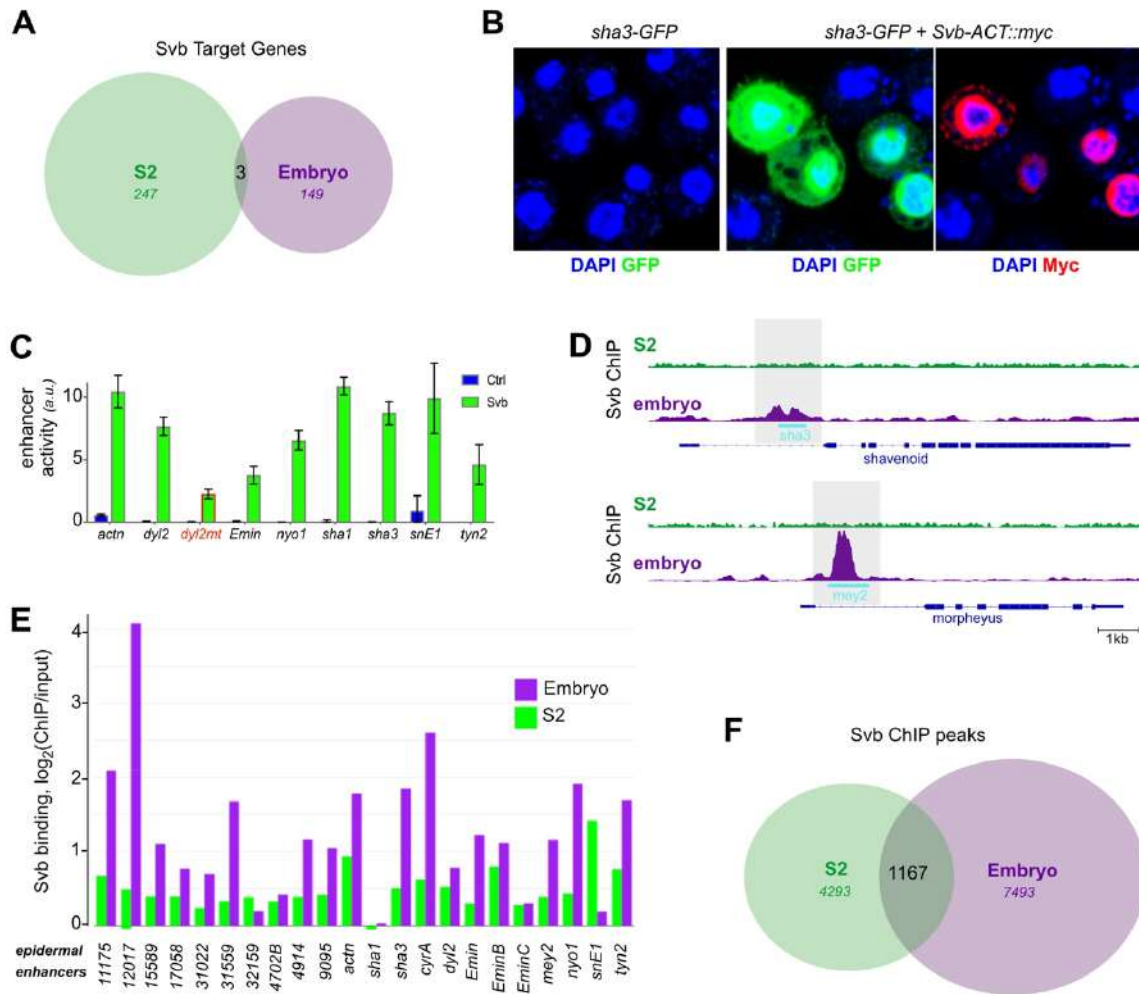 A
Svb Target Genes
S2
247
3
Embryo
149
B
sha3-GFP
sha3-GFP + Svb-ACT::myc
DAPI GFP
DAPI GFP
DAPI Myc
C
enhancer
activity (a.u.)
10
5
0
Ctrl
Svb
actn dyl2 dyl2mt Emin nyo1 sha1 sha3 snE1 tyn2
D
Svb ChIP
S2
embryo
sha3
shavenoid
Svb ChIP
S2
embryo
mey2
morpheyus
1kb
E
Svb binding, log2(ChIP/input)
4
3
2
1
0
Embryo
S2
epidermal
enhancers
11175 12017 15589 17058 31022 31559 32159 4702B 4914 9095 actn sha1 sha3 cyrA dyl2 Emin EminB EminC mey2 nyo1 snE1 tyn2
F
Svb ChIP peaks
S2
4293
1167
Embryo
7493